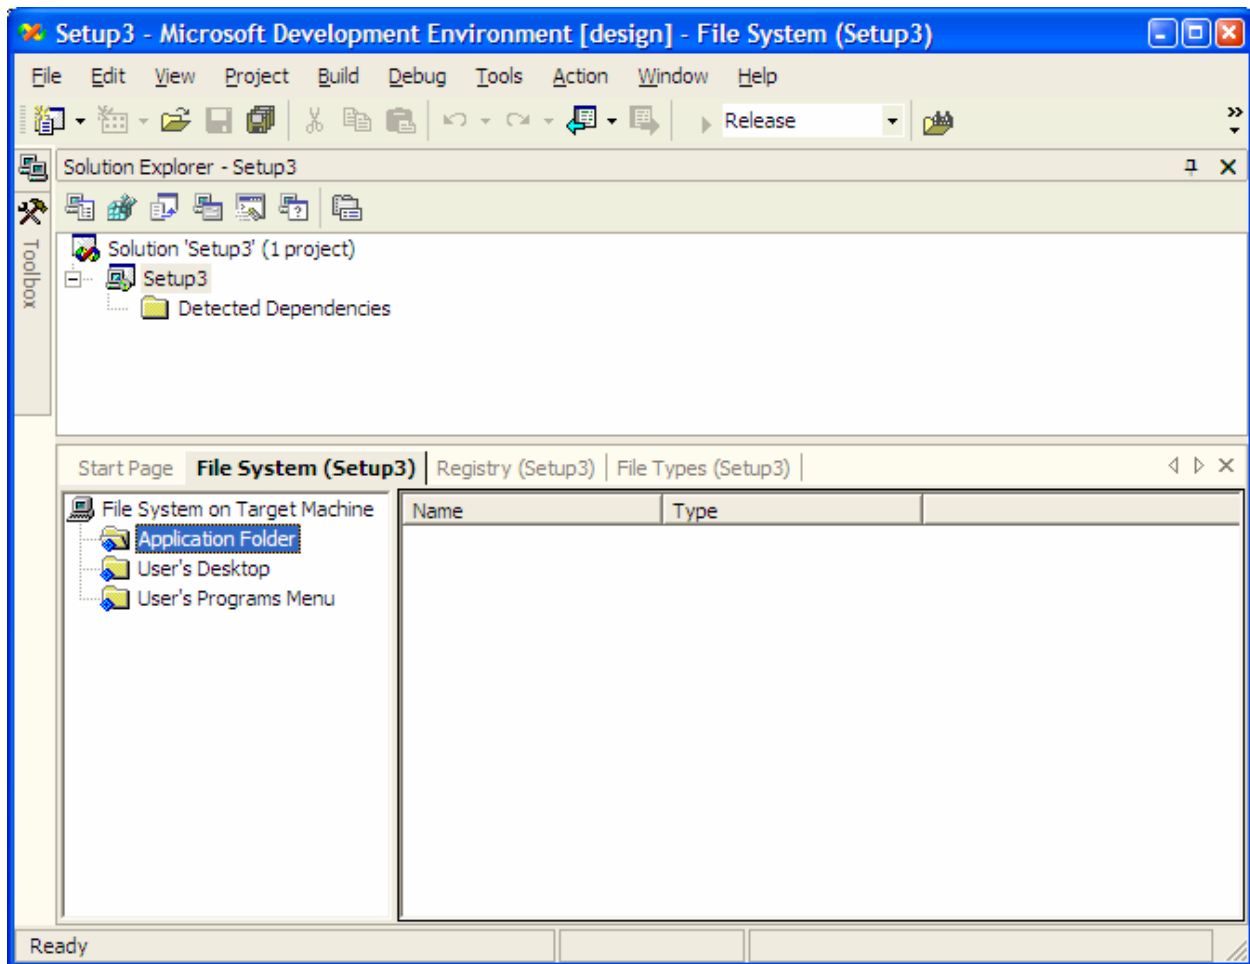 Setup3 - Microsoft Development Environment [design] - File System (Setup3)
File Edit View Project Build Debug Tools Action Window Help
Release
Solution Explorer - Setup3
Toolbox
Solution 'Setup3' (1 project)
Setup3
Detected Dependencies
Start Page File System (Setup3) Registry (Setup3) File Types (Setup3)
File System on Target Machine
Application Folder
User's Desktop
User's Programs Menu
Name Type
Ready